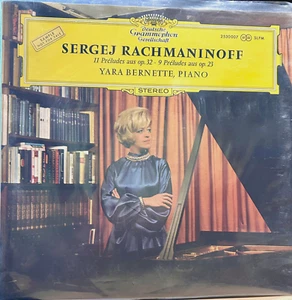 Deutsche
Grammophon
Gesellschaft
SERGEJ RACHMANINOFF
11 Préludes aus op.32 - 9 Préludes aus op.23
YARA BERNETTE, PIANO
STEREO